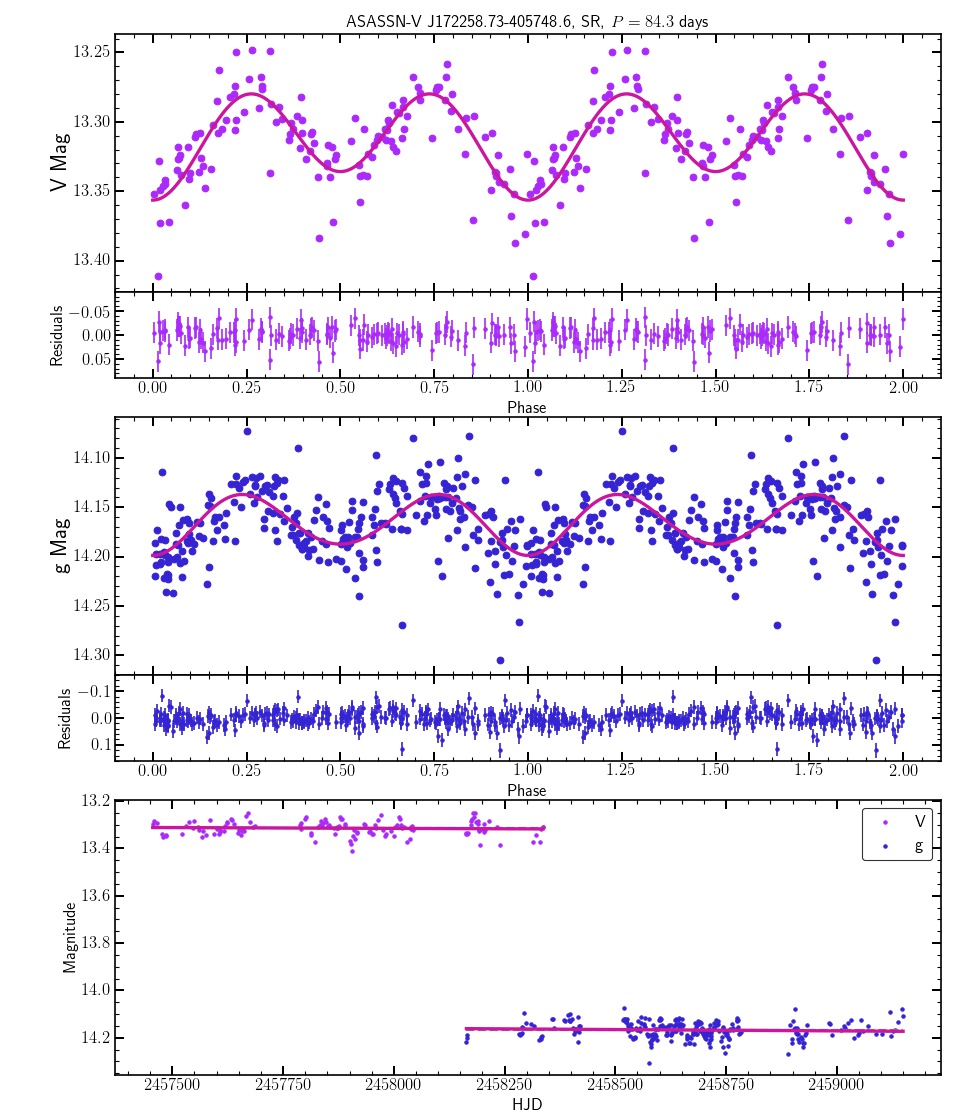 ASASSN-V J172258.73-405748.6, SR, P = 84.3 days
13.25
13.30
13.35
13.40
V Mag
−0.05
0.00
0.05
Residuals
0.00 0.25 0.50 0.75 1.00 1.25 1.50 1.75 2.00
Phase
14.10
14.15
14.20
14.25
14.30
g Mag
−0.1
0.0
0.1
Residuals
0.00 0.25 0.50 0.75 1.00 1.25 1.50 1.75 2.00
Phase
13.2
13.4
13.6
13.8
14.0
14.2
Magnitude
V
g
2457500 2457750 2458000 2458250 2458500 2458750 2459000
HJD